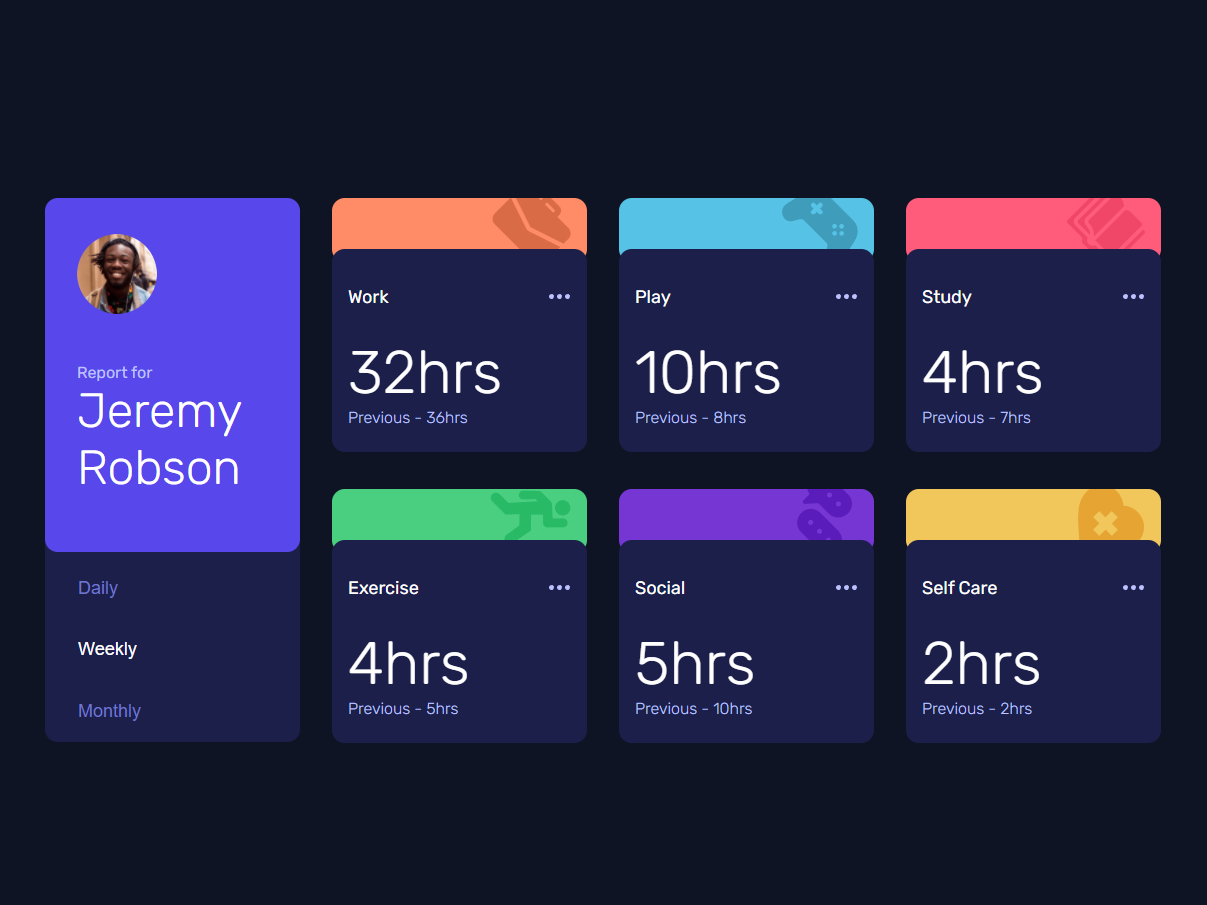 Report for
Jeremy
Robson
Daily
Weekly
Monthly
Work
32hrs
Previous - 36hrs
Play
10hrs
Previous - 8hrs
Study
4hrs
Previous - 7hrs
Exercise
4hrs
Previous - 5hrs
Social
5hrs
Previous - 10hrs
Self Care
2hrs
Previous - 2hrs